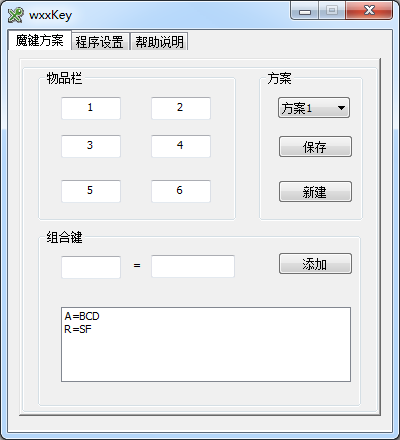 wxxKey
魔键方案 程序设置 帮助说明
物品栏
方案
1 2 方案1
3 4 保存
5 6 新建
组合键
= 添加
A=BCD
R=SF